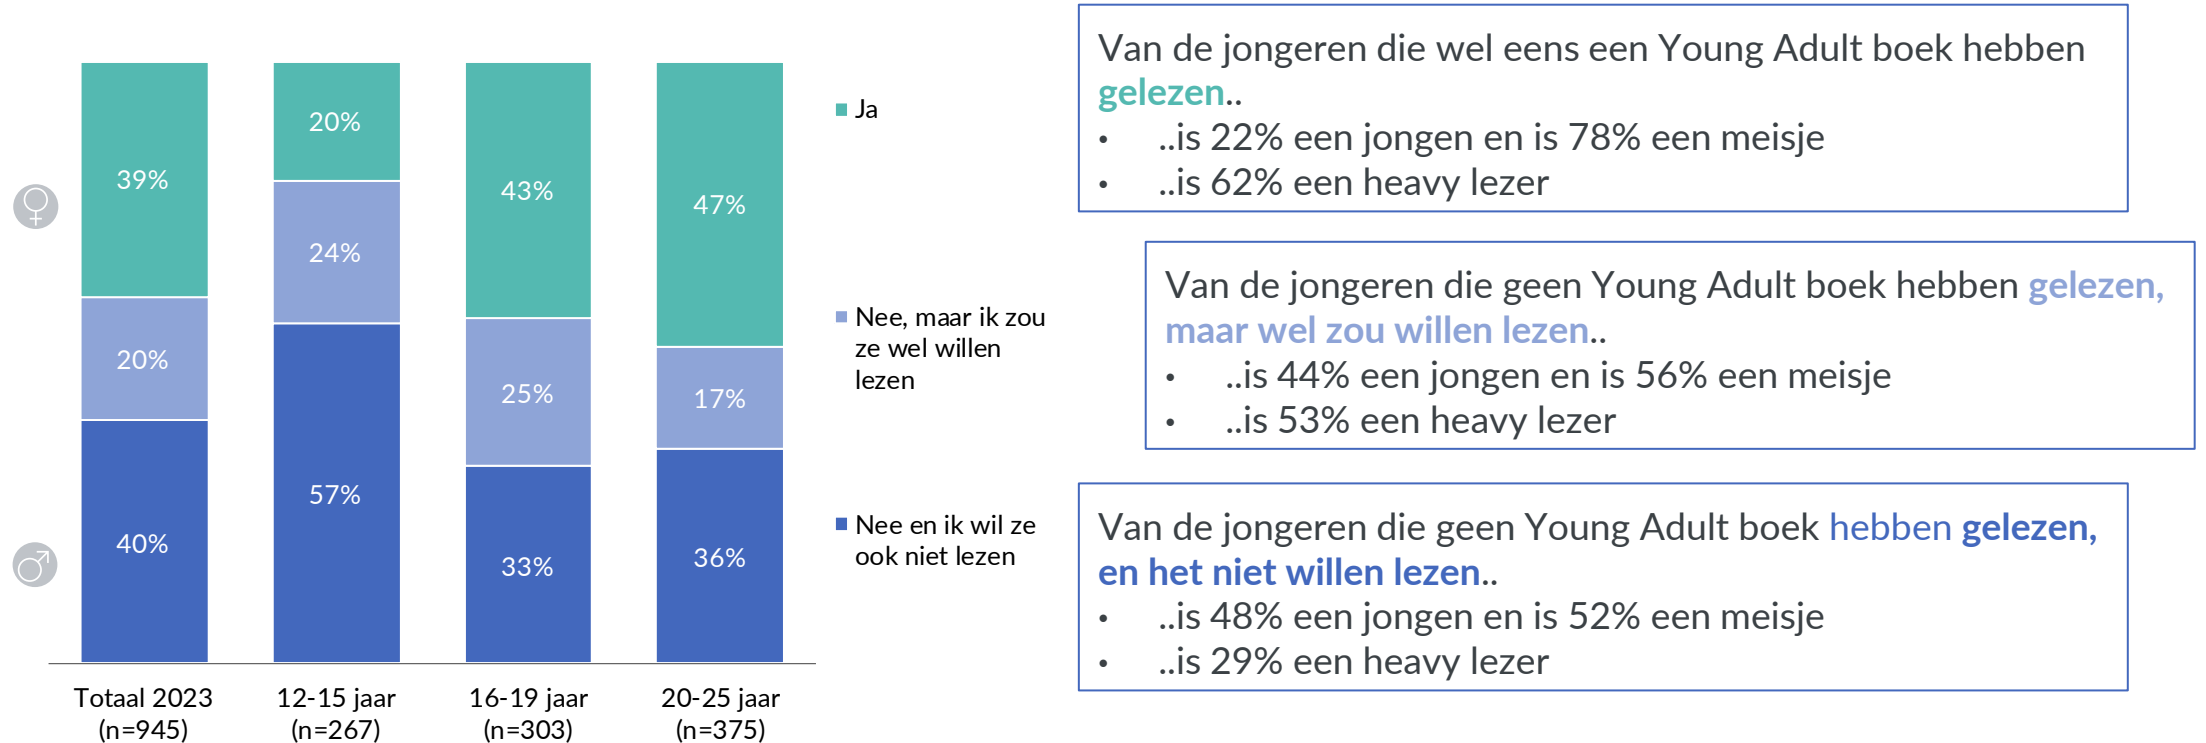 39%
20%
40%
20%
24%
57%
43%
25%
33%
47%
17%
36%
Totaal 2023
(n=945)
12-15 jaar
(n=267)
16-19 jaar
(n=303)
20-25 jaar
(n=375)
Ja
Nee, maar ik zou
ze wel willen
lezen
Nee en ik wil ze
ook niet lezen
Van de jongeren die wel eens een Young Adult boek hebben
gelezen..
• ..is 22% een jongen en is 78% een meisje
• ..is 62% een heavy lezer
Van de jongeren die geen Young Adult boek hebben gelezen,
maar wel zou willen lezen..
• ..is 44% een jongen en is 56% een meisje
• ..is 53% een heavy lezer
Van de jongeren die geen Young Adult boek hebben gelezen,
en het niet willen lezen..
• ..is 48% een jongen en is 52% een meisje
• ..is 29% een heavy lezer